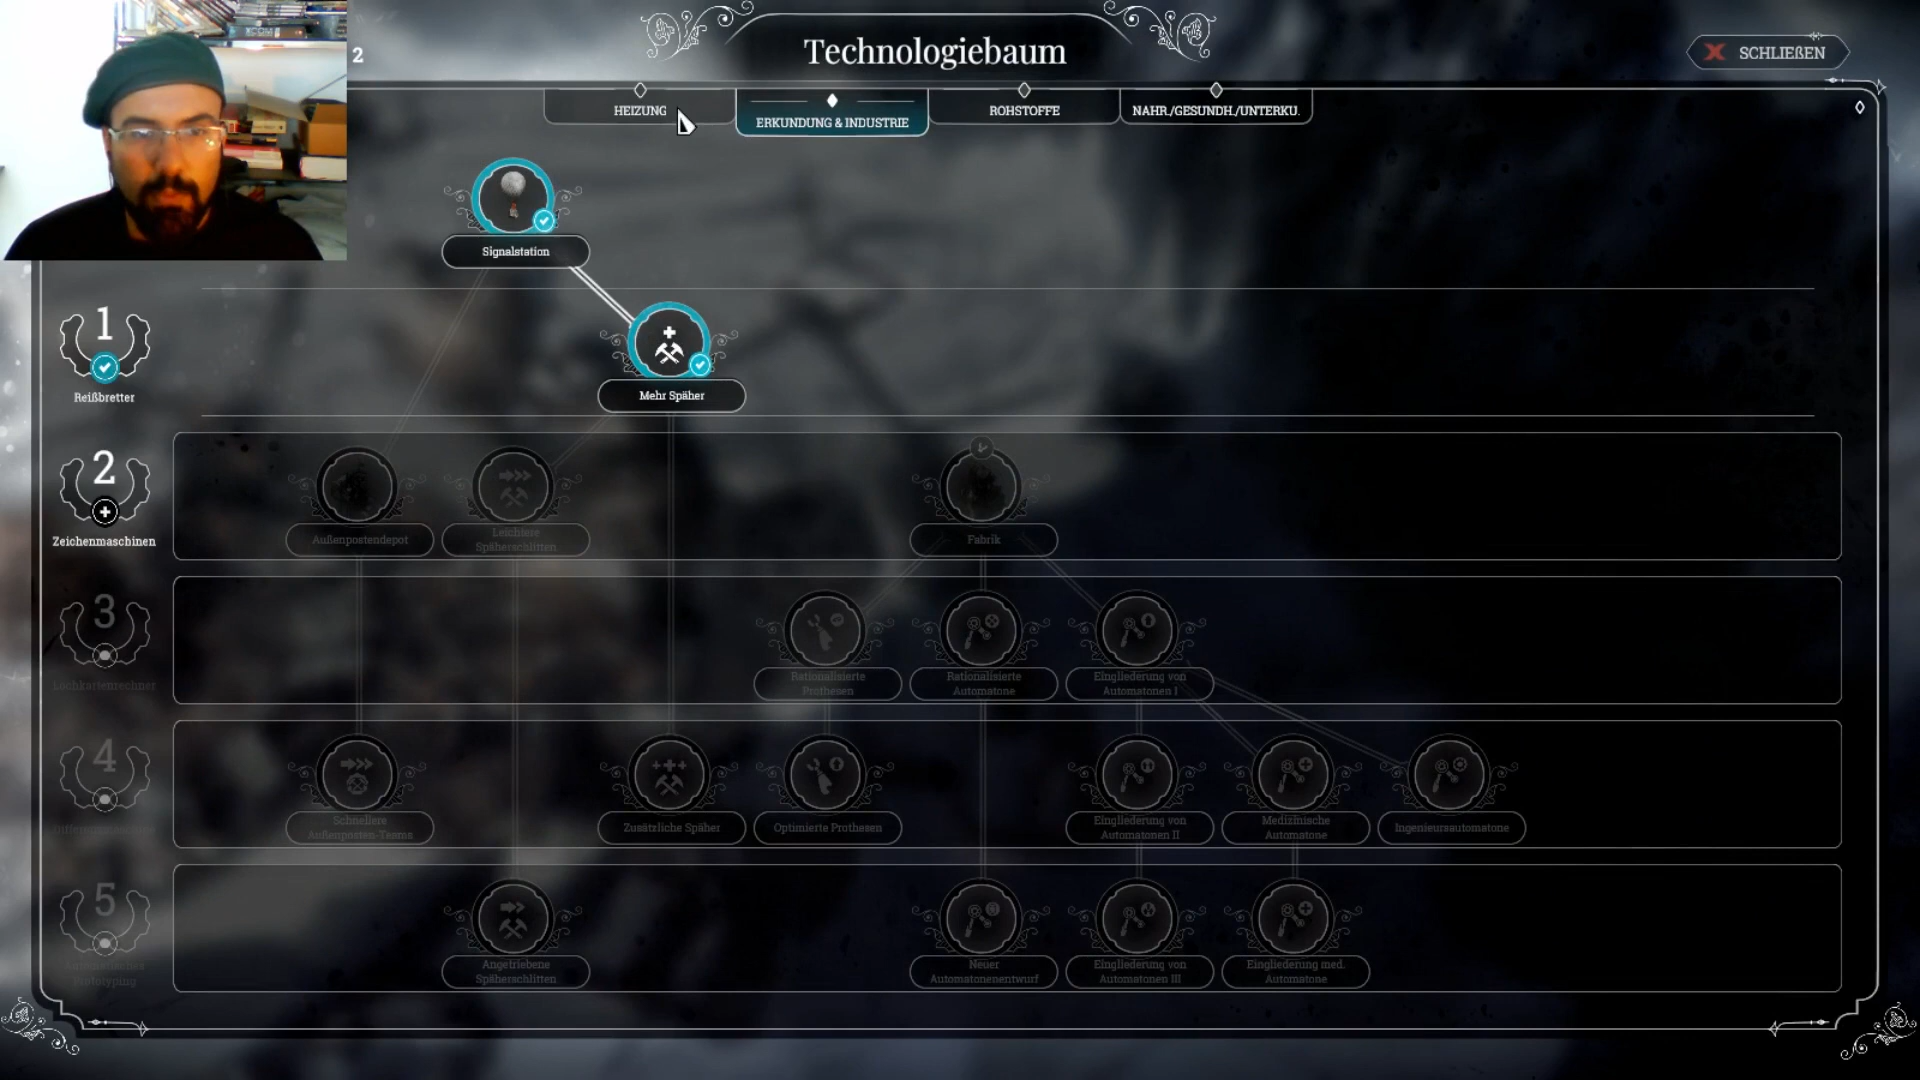 2
Technologiebaum
SCHLIEẞEN
HEIZUNG
ERKUNDUNG & INDUSTRIE
ROHSTOFFE
NAHR./GESUNDH./UNTERKU.
Signalstation
1
Reißbretter
Mehr Späher
2
Zeichenmaschinen
Außenpostendepot
Leichtere
Späherschlitten
Fabrik
3
Lochkartenrechner
Rationalisierte
Prothesen
Rationalisierte
Automatone
Eingliederung von
Automatonen I
4
Schnellere
Außenposten-Teams
Zusätzliche Späher
Optimierte Prothesen
Eingliederung von
Automatonen II
Medizinische
Automatone
Ingenieursautomatone
5
Prototyping
Angetriebene
Späherschlitten
Neuer
Automatonenentwurf
Eingliederung von
Automatonen III
Eingliederung med.
Automatone